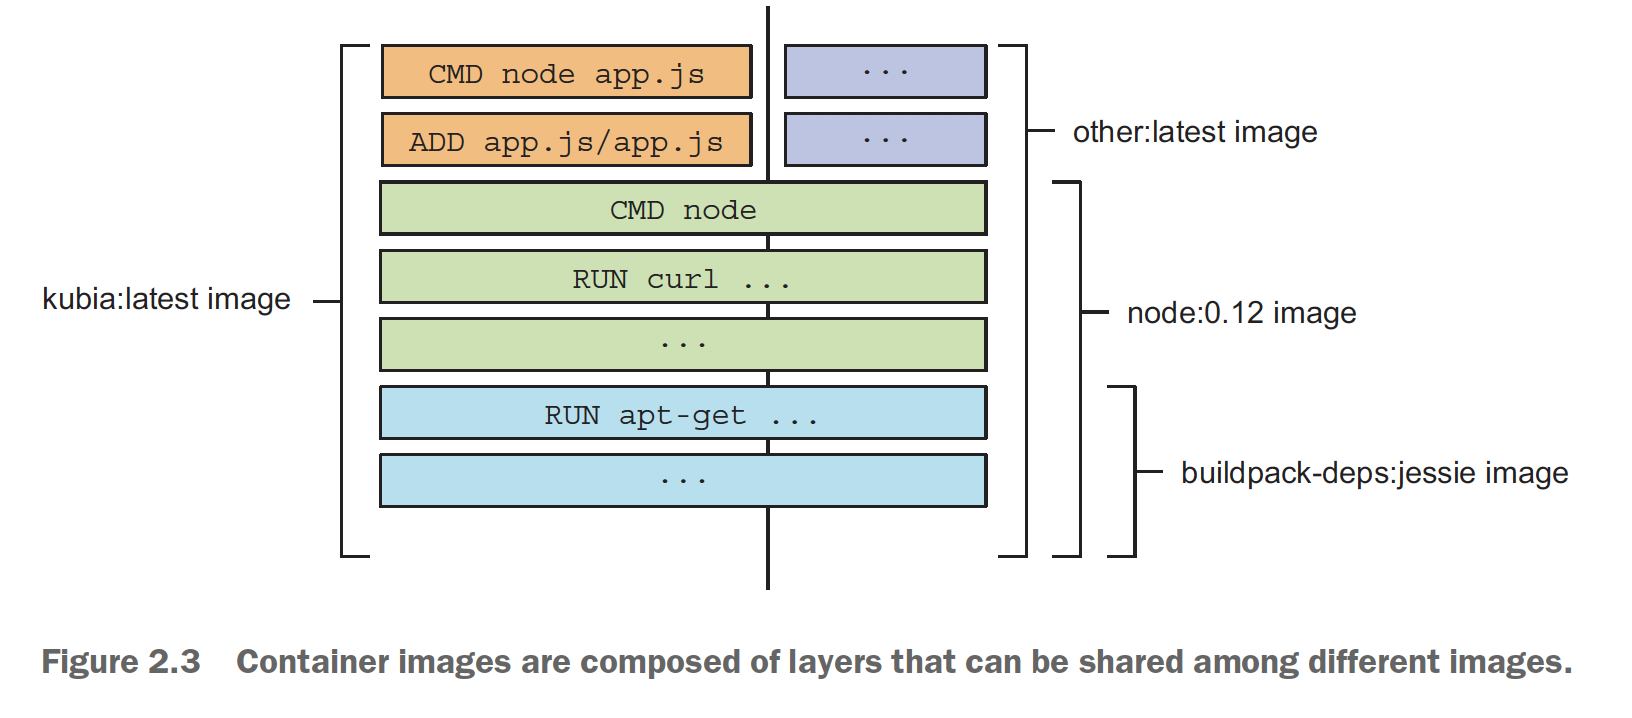 CMD node app.js
...
ADD app.js/app.js
...
other:latest image
CMD node
RUN curl ...
kubia:latest image
node:0.12 image
...
RUN apt-get ...
...
buildpack-deps:jessie image
Figure 2.3 Container images are composed of layers that can be shared among different images.